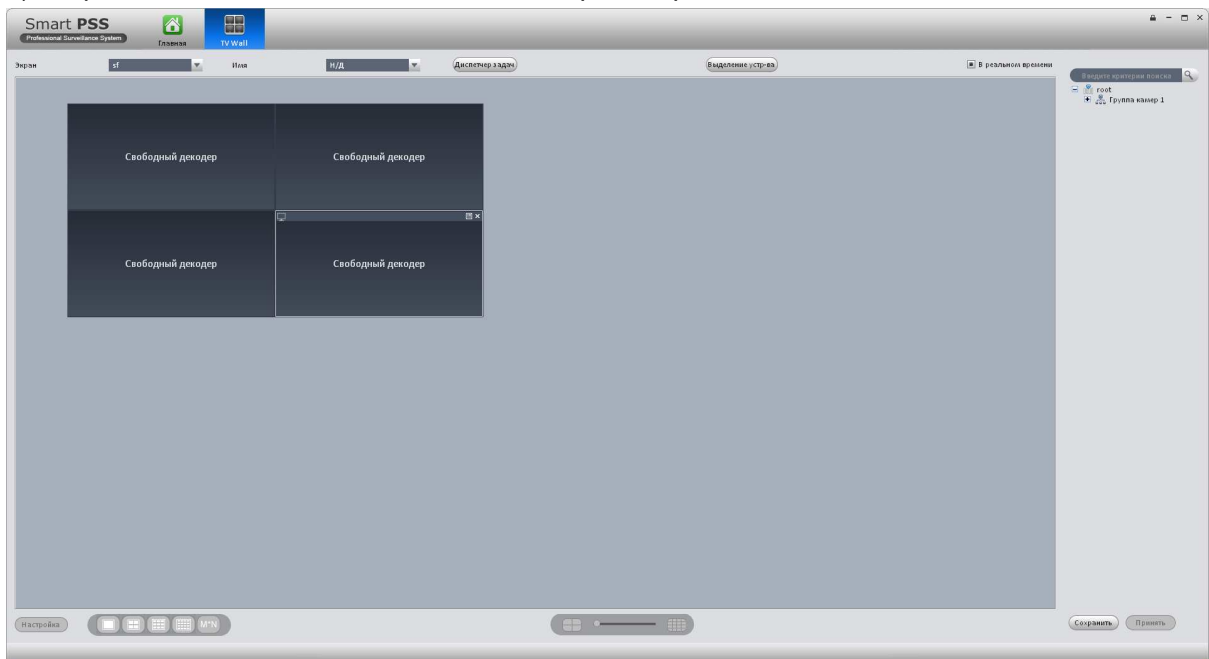 Smart PSS
Professional Surveillance System
Главная
TV Wall
Экран
sf
Имя
Н/Д
Диспетчер задач
Выделение устр-ва
В реальном времени
Введите критерии поиска
root
Группа камер 1
Свободный декодер
Свободный декодер
Свободный декодер
Свободный декодер
Настройка
M*N
Сохранить
Принять